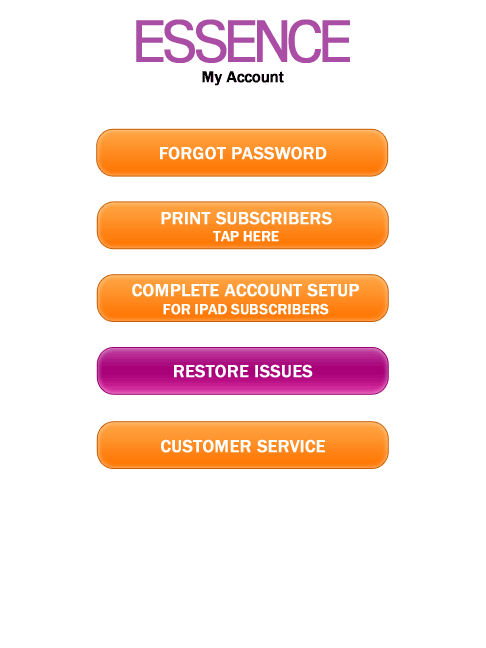 ESSENCE
My Account
FORGOT PASSWORD
PRINT SUBSCRIBERS
TAP HERE
COMPLETE ACCOUNT SETUP
FOR IPAD SUBSCRIBERS
RESTORE ISSUES
CUSTOMER SERVICE